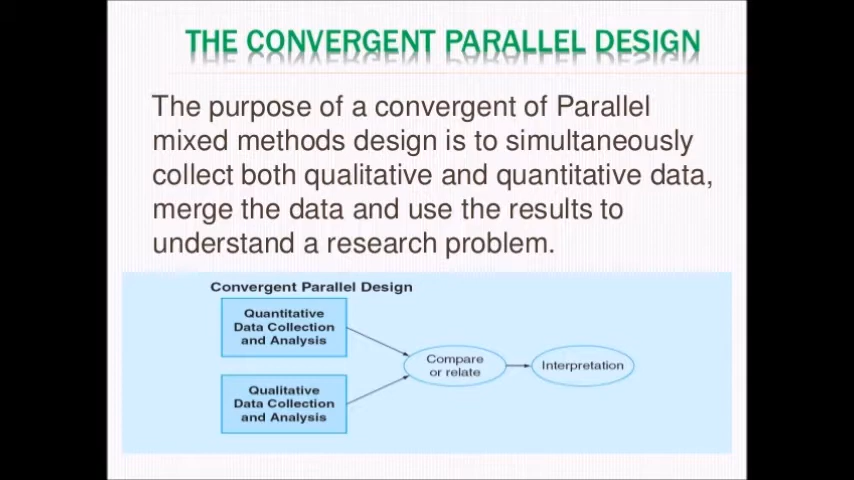 THE CONVERGENT PARALLEL DESIGN
The purpose of a convergent of Parallel
mixed methods design is to simultaneously
collect both qualitative and quantitative data,
merge the data and use the results to
understand a research problem.
Convergent Parallel Design
Quantitative
Data Collection
and Analysis
Qualitative
Data Collection
and Analysis
Compare
or relate
Interpretation